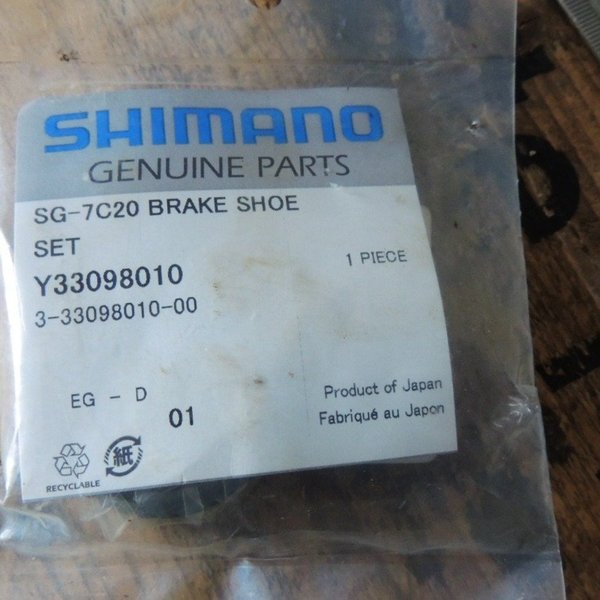 SHIMANO
GENUINE PARTS
SG-7C20 BRAKE SHOE
SET
1 PIECE
Y33098010
3-33098010-00
EG - D
01
Product of Japan
Fabriqué au Japon
紙
RECYCLABLE